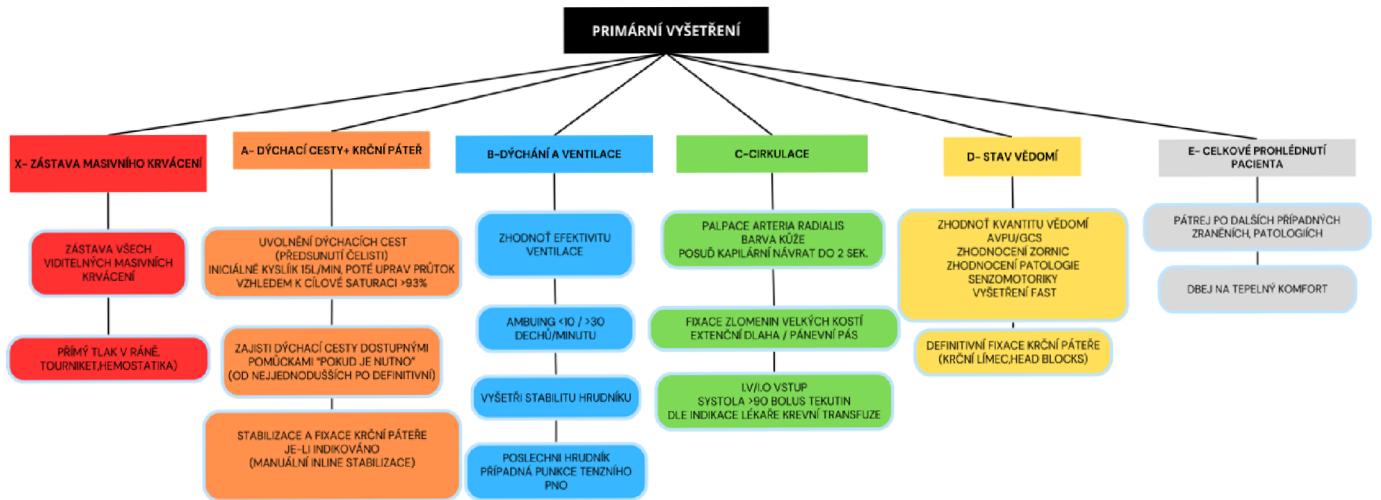 PRIMÁRNÍ VYŠETŘENÍ
X- ZÁSTAVA MASIVNÍHO KRVÁCENÍ
ZÁSTAVA VŠECH
VIDITELNÝCH MASIVNÍCH
KRVÁCENÍ
PŘÍMÝ TLAK V RÁNĚ,
TOURNIKET,HEMOSTATIKA)
A- DÝCHACÍ CESTY+ KRČNÍ PÁTEŘ
UVOLNĚNÍ DÝCHACÍCH CEST
(PŘEDSUNUTÍ ČELISTI)
INICIÁLNĚ KYSLÍIK 15L/MIN, POTÉ UPRAV PRŮTOK
VZHLEDEM K CÍLOVÉ SATURACI >93%
ZAJISTI DÝCHACÍ CESTY DOSTUPNÝMI
POMŮCKAMI "POKUD JE NUTNO"
(OD NEJJEDNODUŠŠÍCH PO DEFINITIVNÍ)
STABILIZACE A FIXACE KRČNÍ PÁTEŘE
JE-LI INDIKOVÁNO
(MANUÁLNÍ INLINE STABILIZACE)
B-DÝCHÁNÍ A VENTILACE
ZHODNOŤ EFEKTIVITU
VENTILACE
AMBUING <10 / >30
DECHŮ/MINUTU
VYŠETŘI STABILITU HRUDNÍKU
POSLECHNI HRUDNÍK
PŘÍPADNÁ PUNKCE TENZNÍHO
PNO
C-CIRKULACE
PALPACE ARTERIA RADIALIS
BARVA KŮŽE
POSUĎ KAPILÁRNÍ NÁVRAT DO 2 SEK.
FIXACE ZLOMENIN VELKÝCH KOSTÍ
EXTENČNÍ DLAHA / PÁNEVNÍ PÁS
I.V/I.O VSTUP
SYSTOLA >90 BOLUS TEKUTIN
DLE INDIKACE LÉKAŘE KREVNÍ TRANSFUZE
D- STAV VĚDOMÍ
ZHODNOŤ KVANTITU VĚDOMÍ
AVPU/GCS
ZHODNOCENÍ ZORNIC
ZHODNOCENÍ PATOLOGIE
SENZOMOTORIKY
VYŠETŘENÍ FAST
DEFINITIVNÍ FIXACE KRČNÍ PÁTEŘE
(KRČNÍ LÍMEC,HEAD BLOCKS)
E- CELKOVÉ PROHLÉDNUTÍ
PACIENTA
PÁTREJ PO DALŠÍCH PŘÍPADNÝCH
ZRANĚNÍCH, PATOLOGIÍCH
DBEJ NA TEPELNÝ KOMFORT